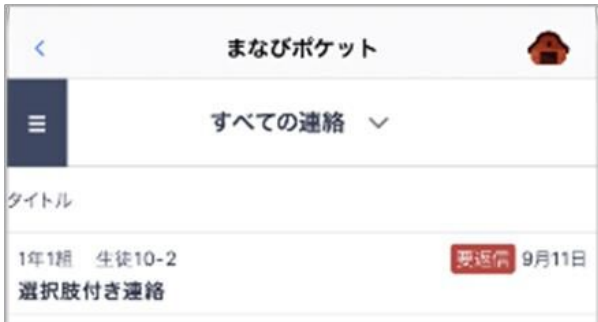 まなびポケット
すべての連絡
タイトル
1年1組 生徒10-2 要返信 9月11日
選択肢付き連絡